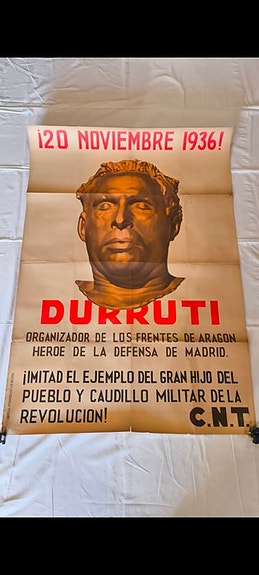 ¡20 NOVIEMBRE 1936!
DURRUTI
ORGANIZADOR DE LOS FRENTES DE ARAGON
HEROE DE LA DEFENSA DE MADRID.
¡IMITAD EL EJEMPLO DEL GRAN HIJO DEL
PUEBLO Y CAUDILLO MILITAR DE LA
REVOLUCION! C.N.T.